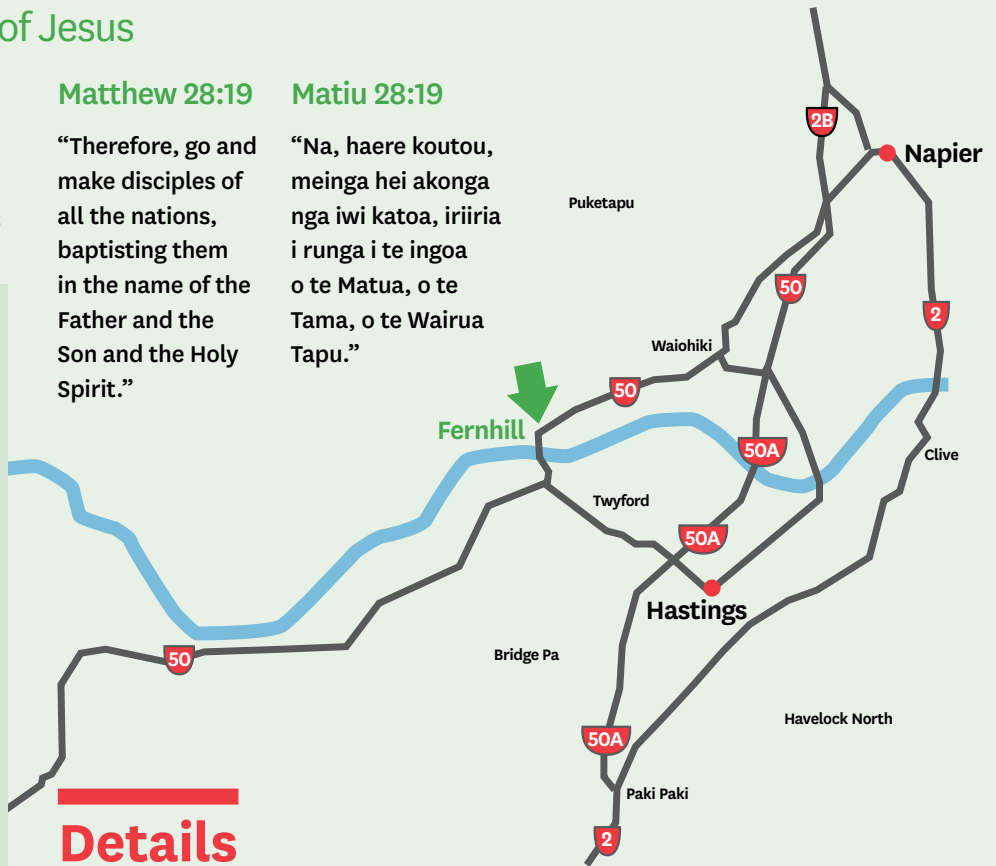 of Jesus
Matthew 28:19
“Therefore, go and
make disciples of
all the nations,
baptisting them
in the name of the
Father and the
Son and the Holy
Spirit.”
Matiu 28:19
“Na, haere koutou,
meinga hei akonga
nga iwi katoa, iriiria
i runga i te ingoa
o te Matua, o te
Tama, o te Wairua
Tapu.”
2B
Napier
Puketapu
50
2
Waiohiki
50
Fernhill
50A
Clive
Twyford
50A
Hastings
Bridge Pa
50
Havelock North
50A
Paki Paki
2
Details